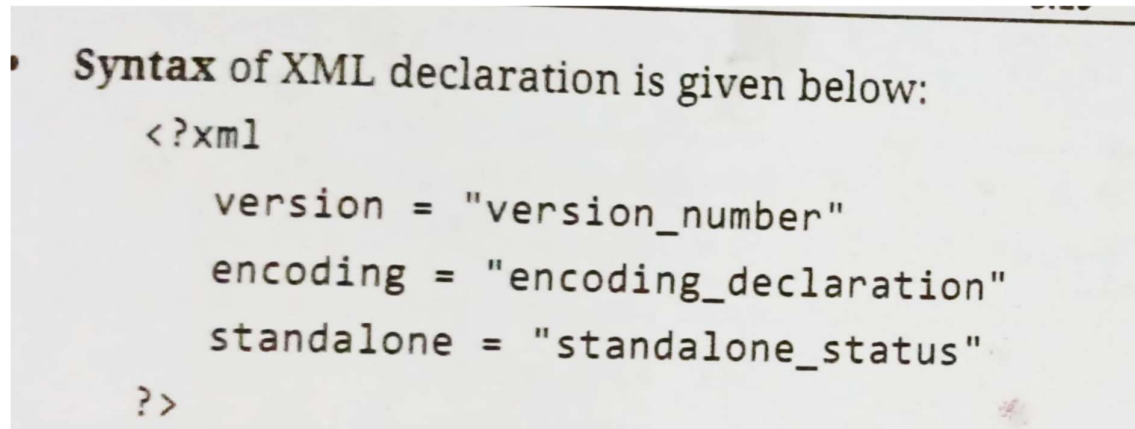 • Syntax of XML declaration is given below:
<?xml
version = "version_number"
encoding = "encoding_declaration"
standalone = "standalone_status"
?>